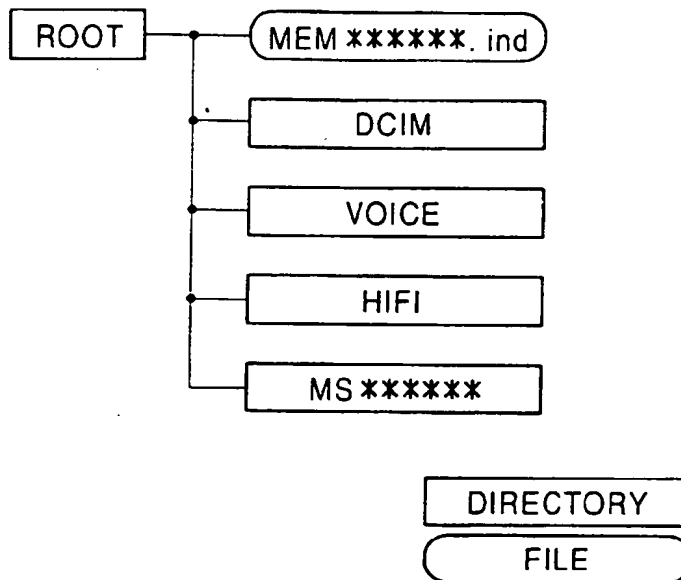 ROOT
MEM ******. ind
DCIM
VOICE
HIFI
MS ******
DIRECTORY
FILE